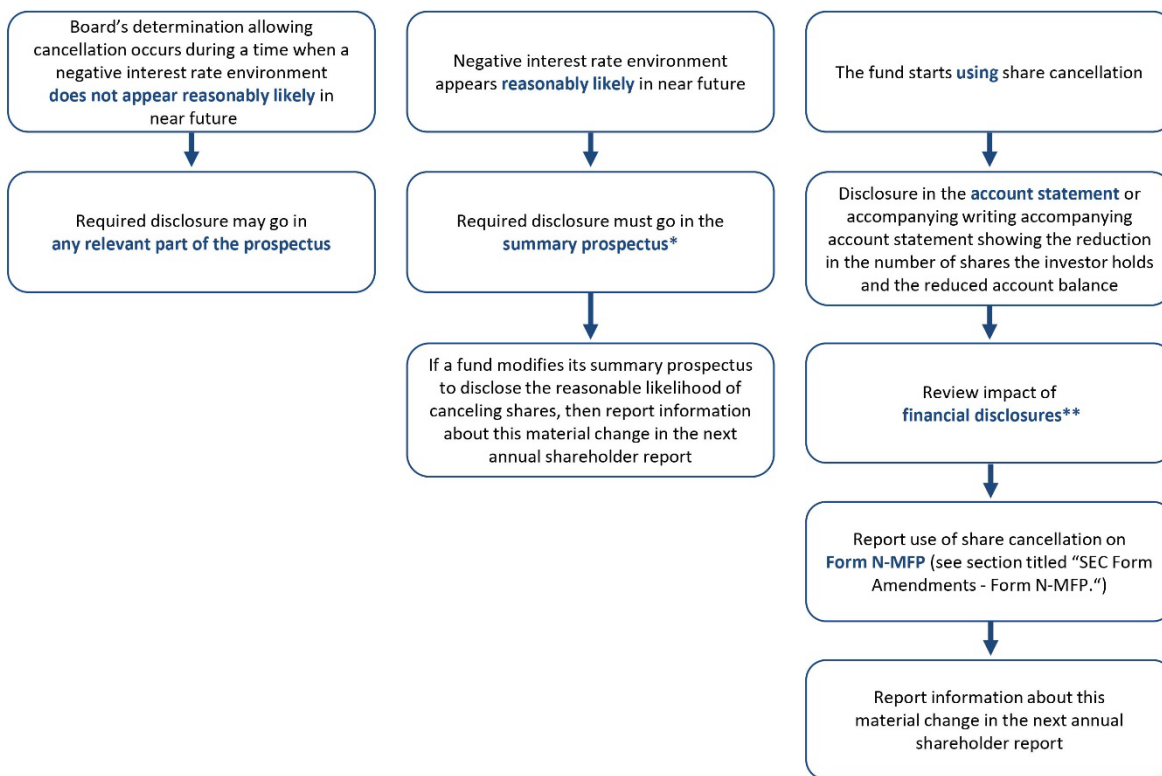 Board’s determination allowing
cancellation occurs during a time when a
negative interest rate environment
does not appear reasonably likely in
near future
Required disclosure may go in
any relevant part of the prospectus
Negative interest rate environment
appears reasonably likely in near future
Required disclosure must go in the
summary prospectus*
If a fund modifies its summary prospectus
to disclose the reasonable likelihood of
canceling shares, then report information
about this material change in the next
annual shareholder report
The fund starts using share cancellation
Disclosure in the account statement or
accompanying writing accompanying
account statement showing the reduction
in the number of shares the investor holds
and the reduced account balance
Review impact of
financial disclosures**
Report use of share cancellation on
Form N-MFP (see section titled “SEC Form
Amendments - Form N-MFP.“)
Report information about this
material change in the next annual
shareholder report